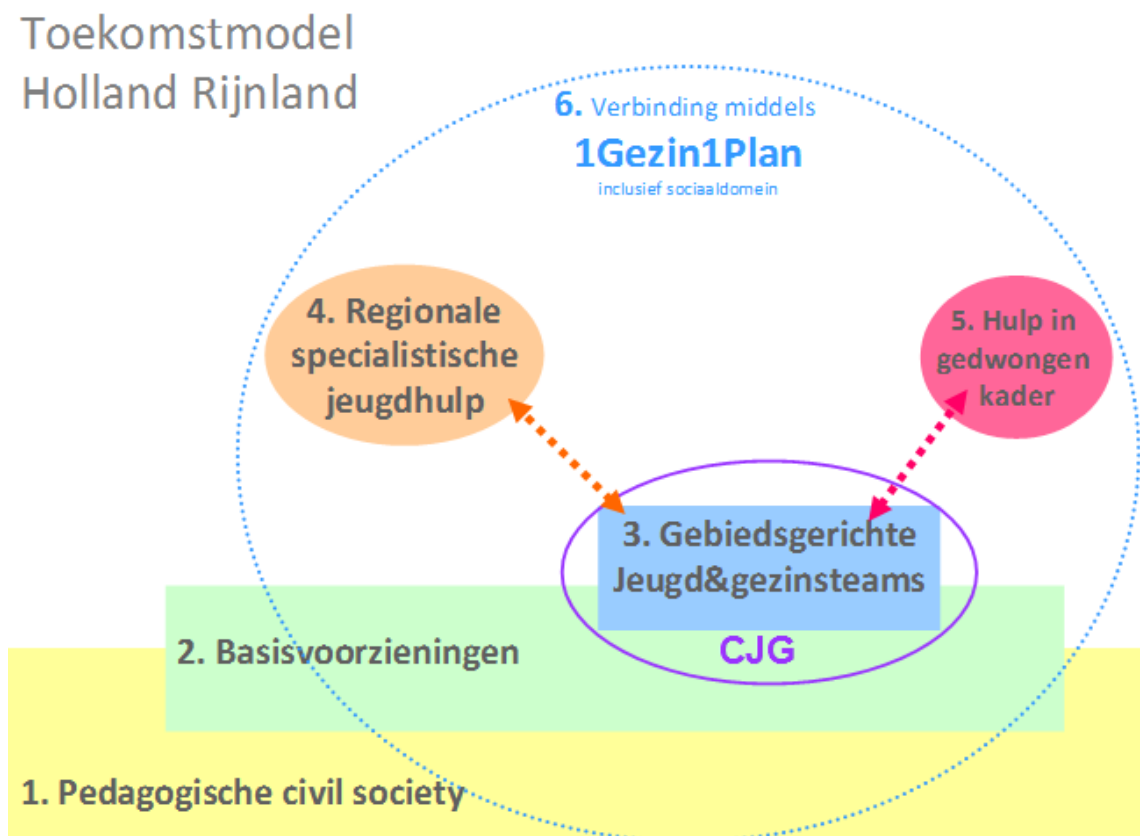 Toekomstmodel
Holland Rijnland
6. Verbinding middels
1Gezin1Plan
inclusief sociaaldomein
4. Regionale
specialistische
jeugdhulp
5. Hulp in
gedwongen
kader
3. Gebiedsgerichte
Jeugd&gezinsteams
CJG
2. Basisvoorzieningen
1. Pedagogische civil society